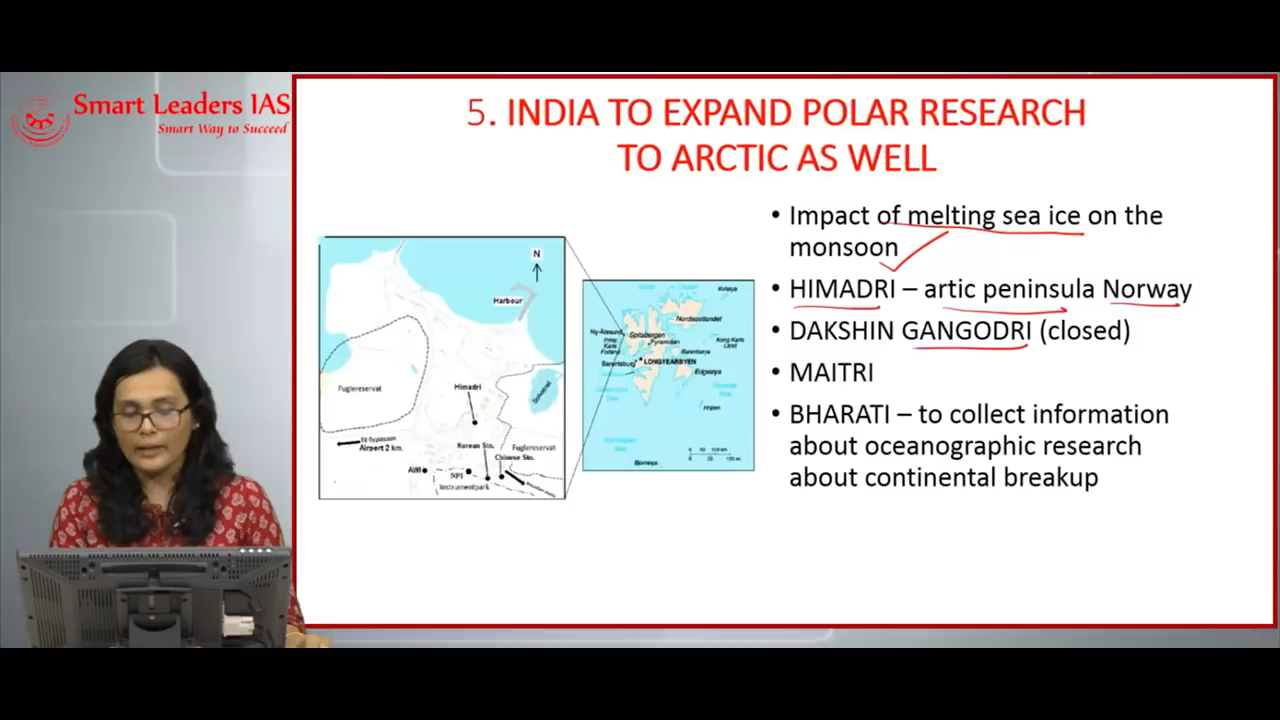 Smart Leaders IAS
Smart Way to Succeed
5. INDIA TO EXPAND POLAR RESEARCH
TO ARCTIC AS WELL
• Impact of melting sea ice on the
monsoon
• HIMADRI – artic peninsula Norway
• DAKSHIN GANGODRI (closed)
• MAITRI
• BHARATI – to collect information
about oceanographic research
about continental breakup
N
Harbour
Fuglereservat
Himadri
Airport 2 km.
Korean Stn.
Fuglereservat
Chinese Stn.
AWI
NPI
Instrumentpark
Kvitøya
Nordaustlandet
Ny-Ålesund
Spitsbergen
Prins
Karls
Forland
Pyramiden
Kong Karls
Land
Barentsøya
Barentsburg
LONGYEARBYEN
Edgeøya
Hopen
Bjørnøya